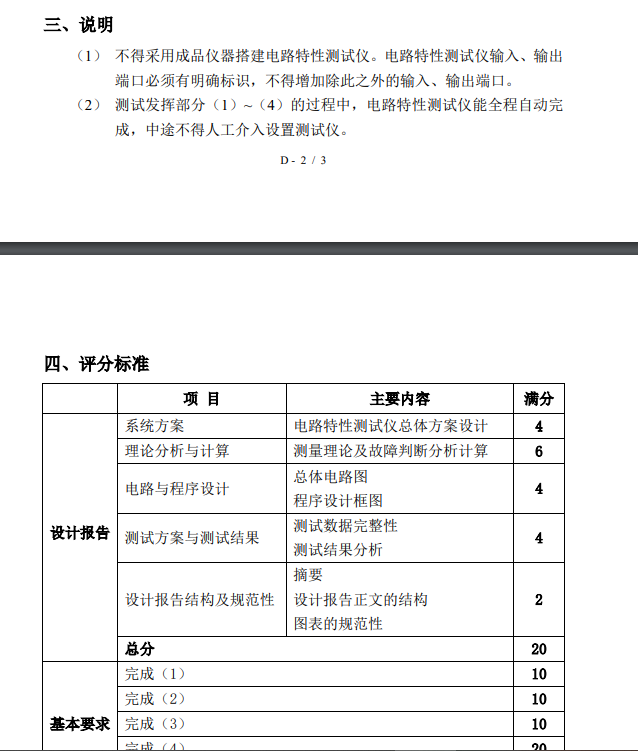 三、说明
（1） 不得采用成品仪器搭建电路特性测试仪。电路特性测试仪输入、输出
端口必须有明确标识，不得增加除此之外的输入、输出端口。
（2） 测试发挥部分（1）~（4）的过程中，电路特性测试仪能全程自动完
成，中途不得人工介入设置测试仪。
D - 2 / 3
四、评分标准
项 目 主要内容 满分
设计报告
系统方案 电路特性测试仪总体方案设计 4
理论分析与计算 测量理论及故障判断分析计算 6
电路与程序设计
总体电路图
程序设计框图
4
测试方案与测试结果
测试数据完整性
测试结果分析
4
设计报告结构及规范性
摘要
设计报告正文的结构
图表的规范性
2
总分 20
基本要求
完成（1） 10
完成（2） 10
完成（3） 10
完成（4） 20